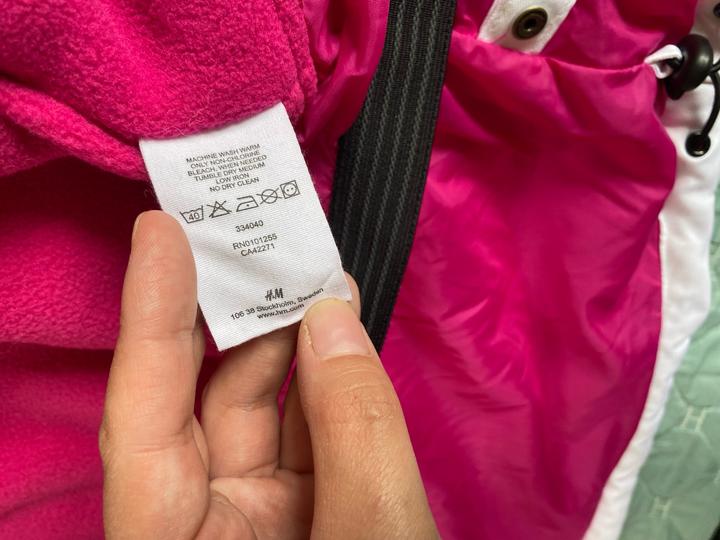 MACHINE WASH WARM
ONLY NON-CHLORINE
BLEACH, WHEN NEEDED
TUMBLE DRY MEDIUM
LOW IRON
NO DRY CLEAN
40
334040
RN0101255
CA42271
H&M
106 38 Stockholm, Sweden
www.hm.com
H
H